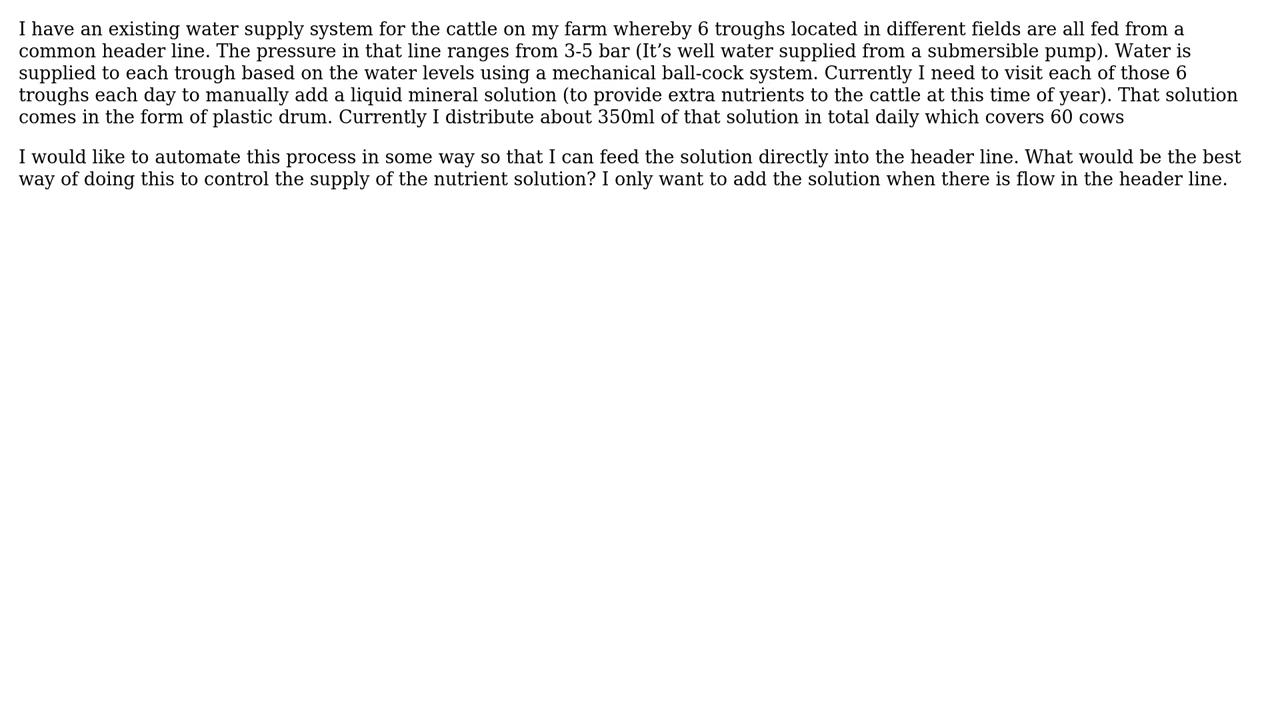 I have an existing water supply system for the cattle on my farm whereby 6 troughs located in different fields are all fed from a
common header line. The pressure in that line ranges from 3-5 bar (It’s well water supplied from a submersible pump). Water is
supplied to each trough based on the water levels using a mechanical ball-cock system. Currently I need to visit each of those 6
troughs each day to manually add a liquid mineral solution (to provide extra nutrients to the cattle at this time of year). That solution
comes in the form of plastic drum. Currently I distribute about 350ml of that solution in total daily which covers 60 cows
I would like to automate this process in some way so that I can feed the solution directly into the header line. What would be the best
way of doing this to control the supply of the nutrient solution? I only want to add the solution when there is flow in the header line.